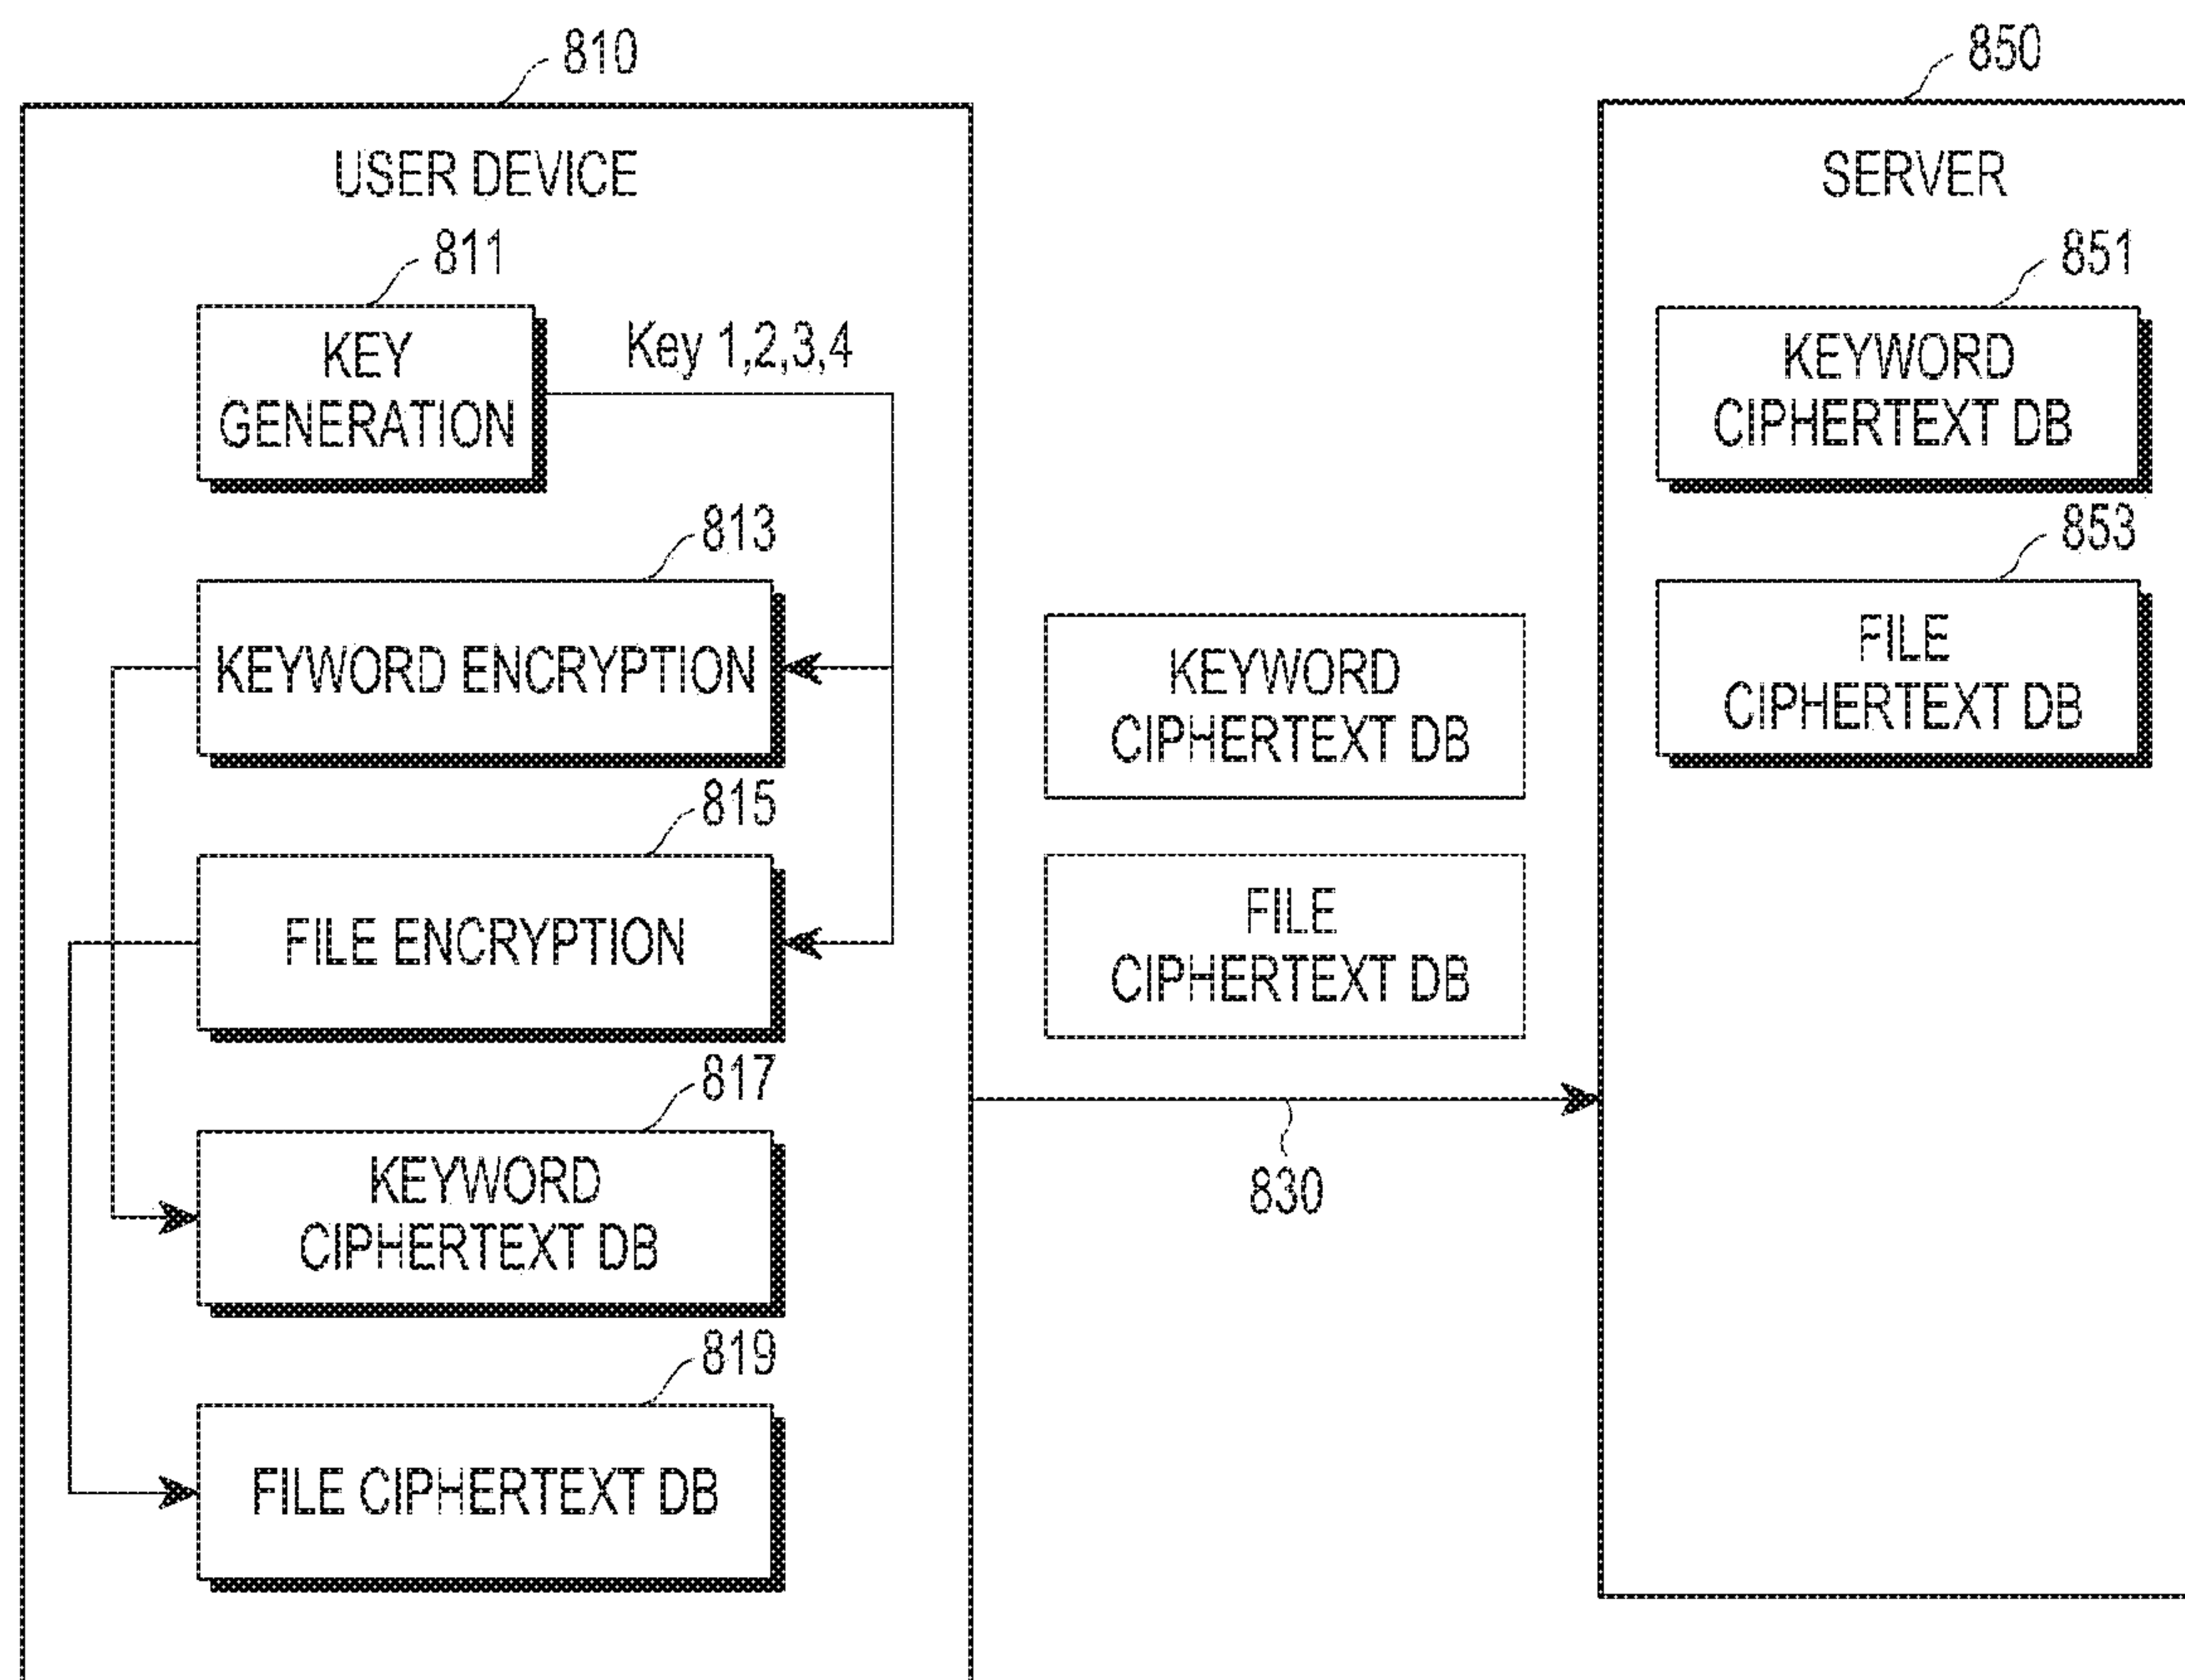 810
850
USER DEVICE
SERVER
811
KEY
GENERATION
Key 1,2,3,4
851
KEYWORD
CIPHERTEXT DB
813
KEYWORD ENCRYPTION
853
FILE
CIPHERTEXT DB
KEYWORD
CIPHERTEXT DB
815
FILE ENCRYPTION
FILE
CIPHERTEXT DB
817
KEYWORD
CIPHERTEXT DB
830
819
FILE CIPHERTEXT DB